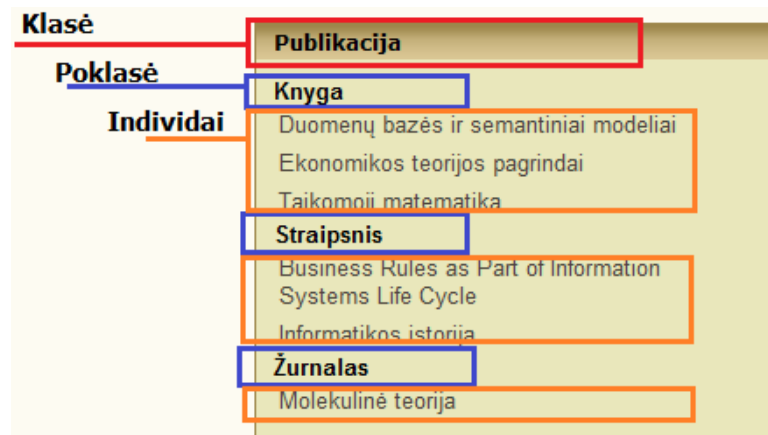 Klasė
Publikacija
Poklasė
Knyga
Individai
Duomenų bazės ir semantiniai modeliai
Ekonomikos teorijos pagrindai
Taikomoji matematika
Straipsnis
Business Rules as Part of Information
Systems Life Cycle
Informatikos istorija
Žurnalas
Molekulinė teorija